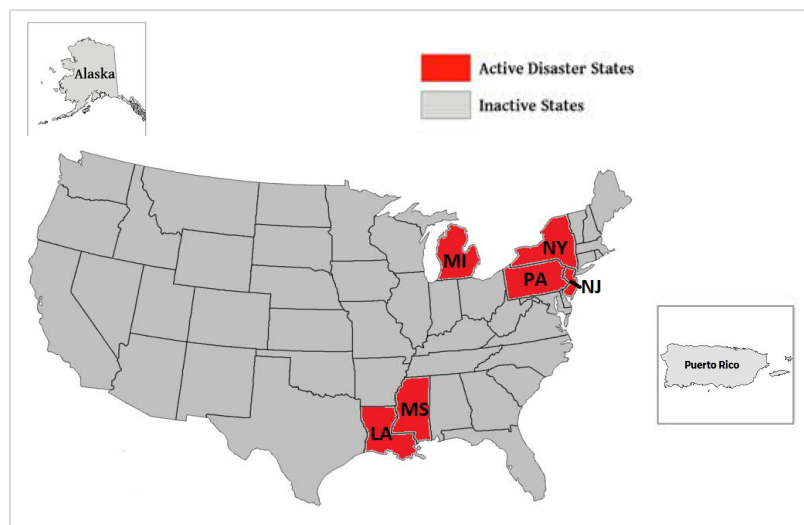 Alaska
Active Disaster States
Inactive States
MI
NY
PA
NJ
Puerto Rico
MS
LA